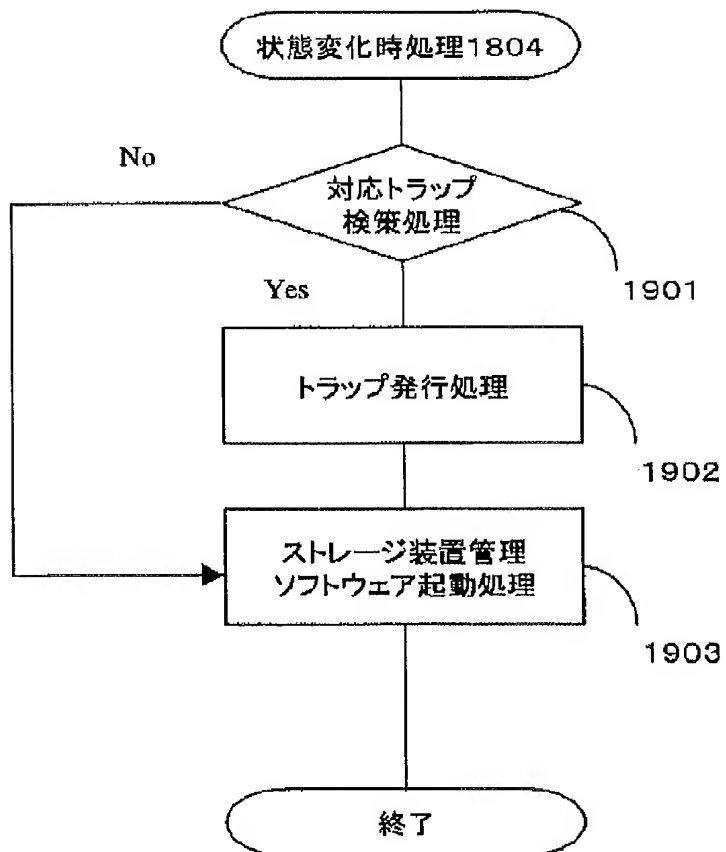 状態変化時処理1804
No
対応トラップ
検策処理
1901
Yes
トラップ発行処理
1902
ストレージ装置管理
ソフトウェア起動処理
1903
終了